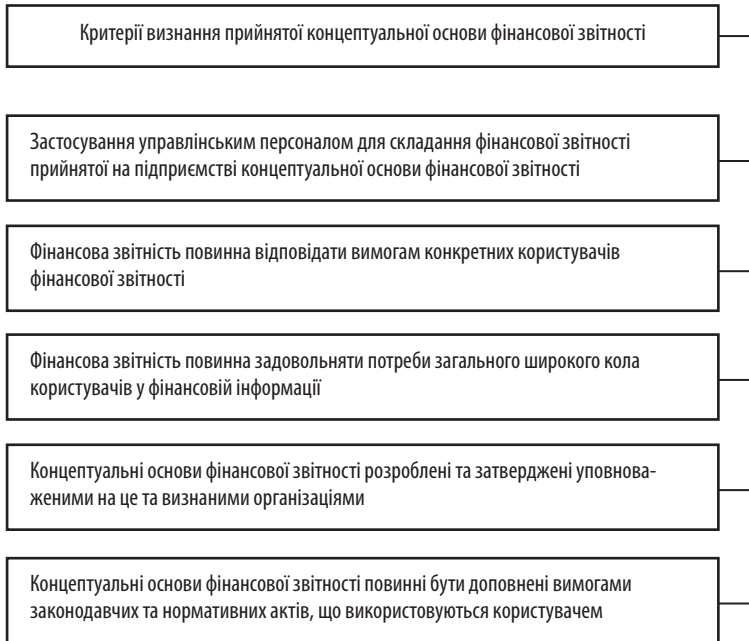 Критерії визнання прийнятої концептуальної основи фінансової звітності
Застосування управлінським персоналом для складання фінансової звітності
прийнятої на підприємстві концептуальної основи фінансової звітності
Фінансова звітність повинна відповідати вимогам конкретних користувачів
фінансової звітності
Фінансова звітність повинна задовольняти потреби загального широкого кола
користувачів у фінансовій інформації
Концептуальні основи фінансової звітності розроблені та затверджені уповнова-
женими на це та визнаними організаціями
Концептуальні основи фінансової звітності повинні бути доповнені вимогами
законодавчих та нормативних актів, що використовуються користувачем